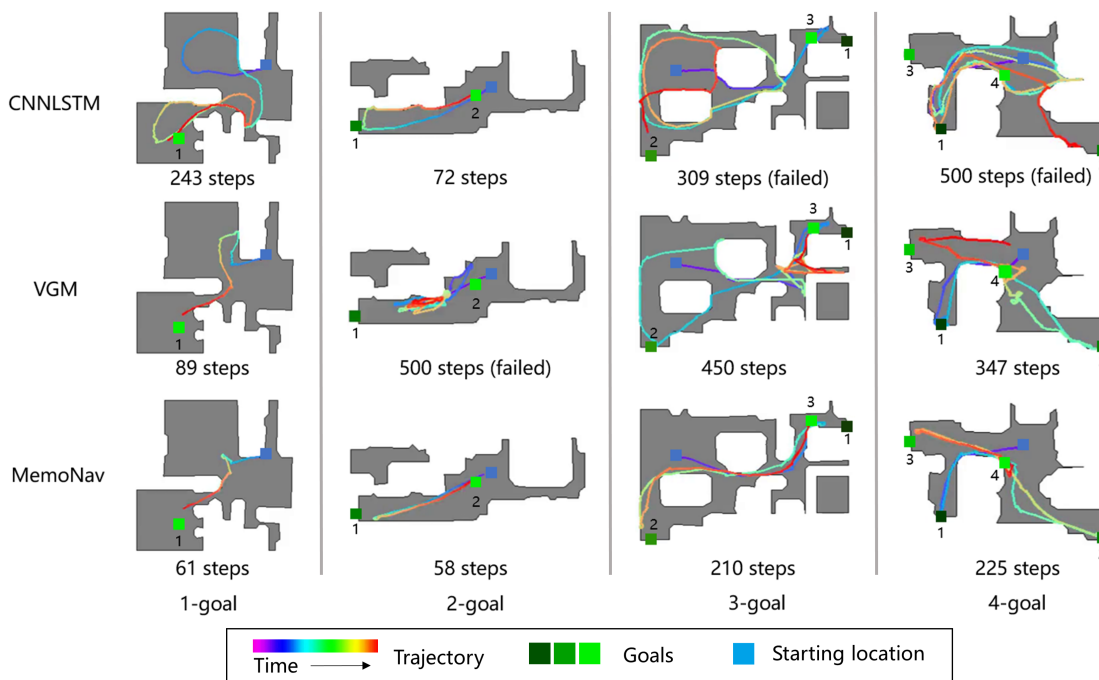 CNNLSTM
1
243 steps
1
2
72 steps
3
1
2
309 steps (failed)
3
4
1
500 steps (failed)
VGM
1
89 steps
1
2
500 steps (failed)
3
1
2
450 steps
3
4
1
347 steps
MemoNav
1
61 steps
1
2
58 steps
3
1
2
210 steps
3
4
1
225 steps
1-goal
2-goal
3-goal
4-goal
Time
Trajectory
Goals
Starting location